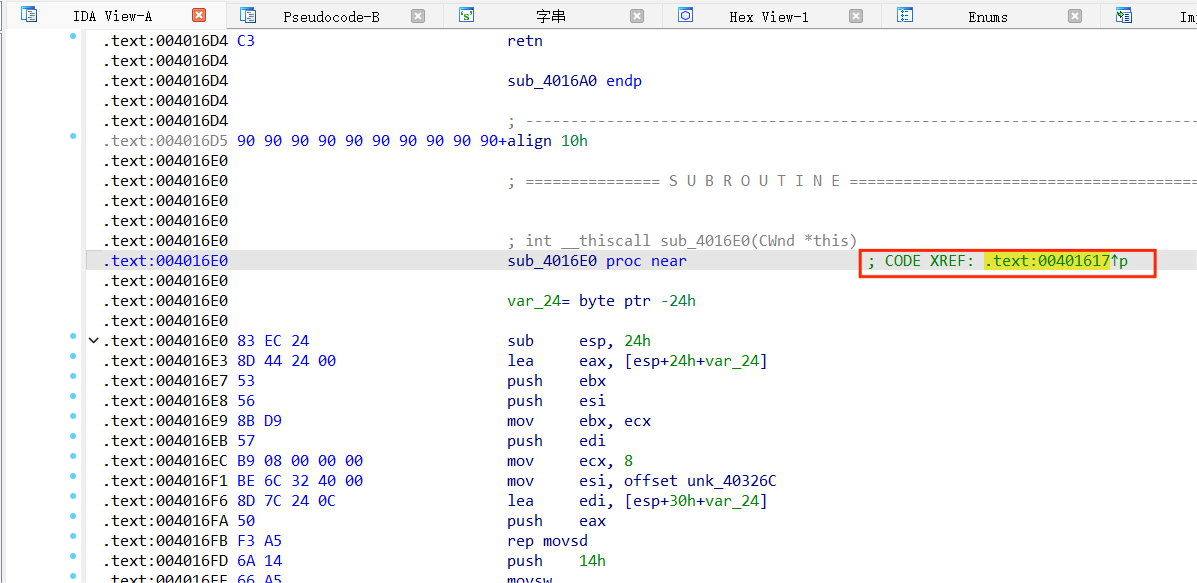 IDA View-A Pseudocode-B 's' 字串 Hex View-1 Enums
.text:004016D4 C3 retn
.text:004016D4
.text:004016D4 sub_4016A0 endp
.text:004016D4
.text:004016D4 ; --------------------------------------------------------------------------
.text:004016D5 90 90 90 90 90 90 90 90 90 90+align 10h
.text:004016E0
.text:004016E0 ; =============== S U B R O U T I N E =======================================
.text:004016E0
.text:004016E0
.text:004016E0 ; int __thiscall sub_4016E0(CWnd *this)
.text:004016E0 sub_4016E0 proc near ; CODE XREF: .text:00401617↑p
.text:004016E0
.text:004016E0 var_24= byte ptr -24h
.text:004016E0
.text:004016E0 83 EC 24 sub esp, 24h
.text:004016E3 8D 44 24 00 lea eax, [esp+24h+var_24]
.text:004016E7 53 push ebx
.text:004016E8 56 push esi
.text:004016E9 8B D9 mov ebx, ecx
.text:004016EB 57 push edi
.text:004016EC B9 08 00 00 00 mov ecx, 8
.text:004016F1 BE 6C 32 40 00 mov esi, offset unk_40326C
.text:004016F6 8D 7C 24 0C lea edi, [esp+30h+var_24]
.text:004016FA 50 push eax
.text:004016FB F3 A5 rep movsd
.text:004016FD 6A 14 push 14h
.text:004016FF 66 A5 movsw